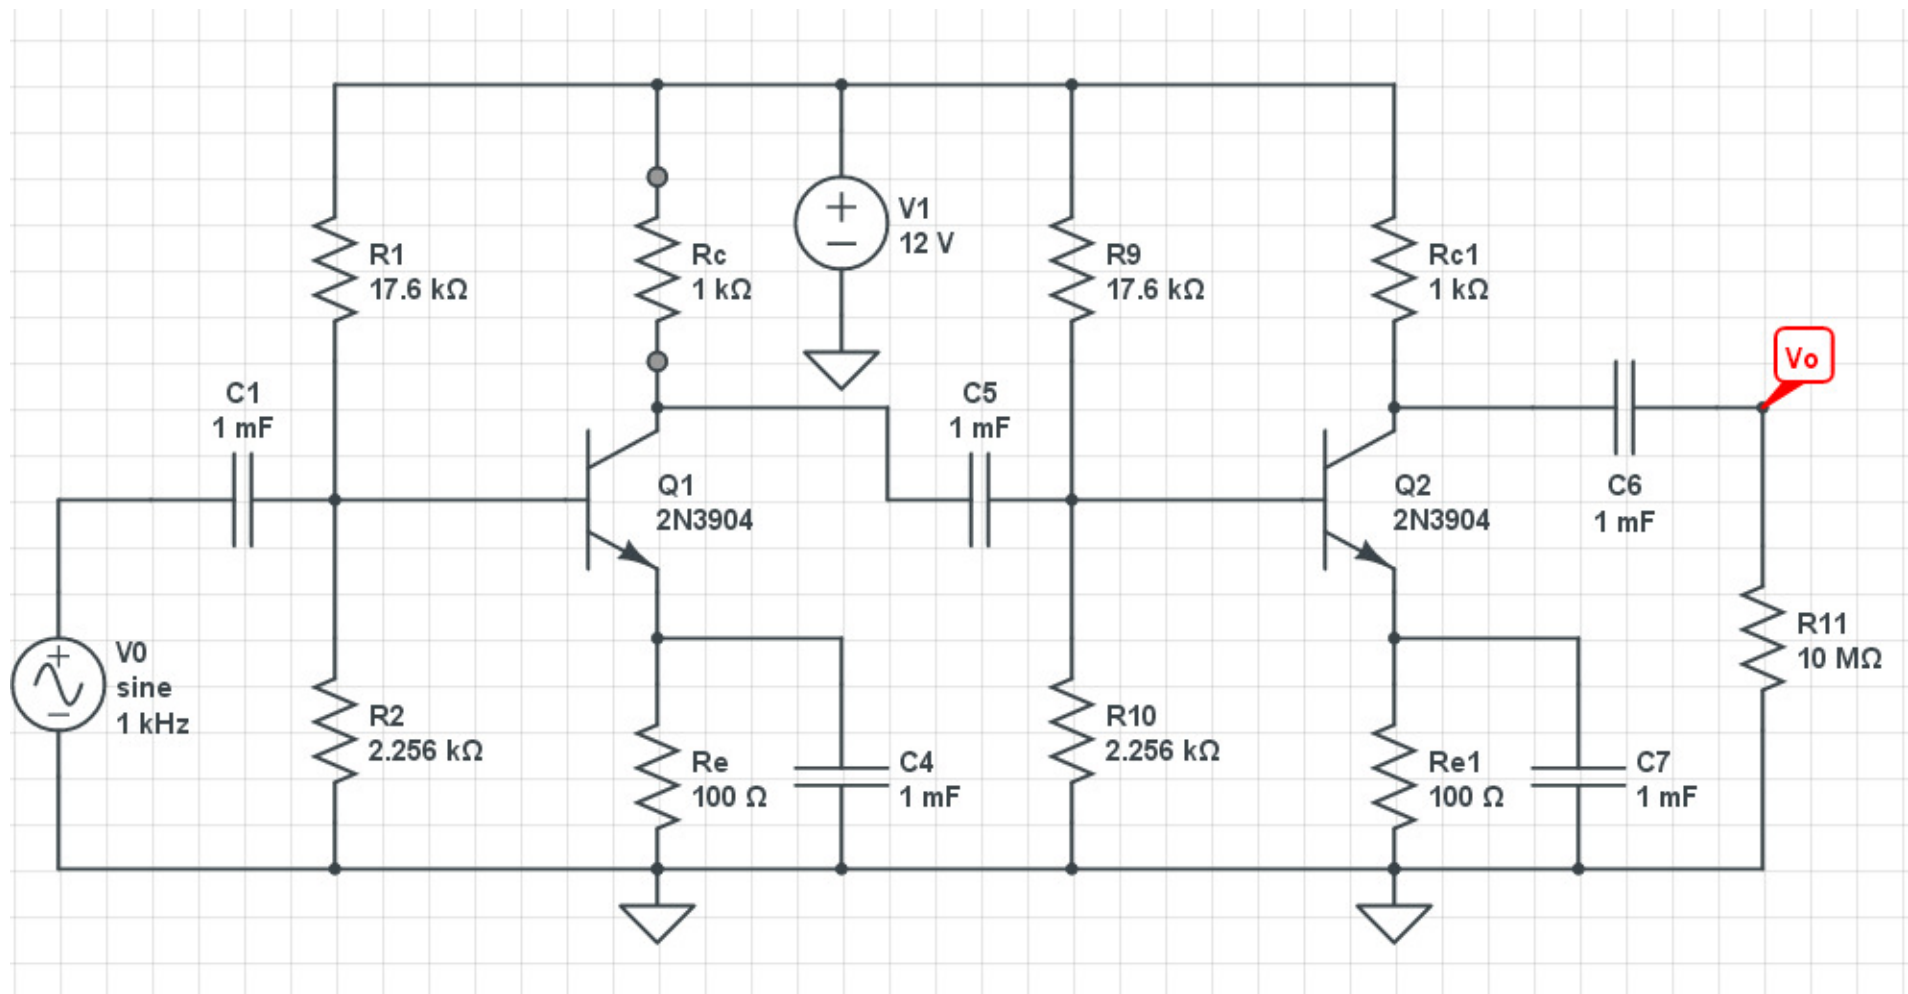 R1
17.6 kΩ
Rc
1 kΩ
V1
12 V
R9
17.6 kΩ
Rc1
1 kΩ
Vo
C1
1 mF
C5
1 mF
Q1
2N3904
Q2
2N3904
C6
1 mF
V0
sine
1 kHz
R2
2.256 kΩ
Re
100 Ω
C4
1 mF
R10
2.256 kΩ
Re1
100 Ω
C7
1 mF
R11
10 MΩ